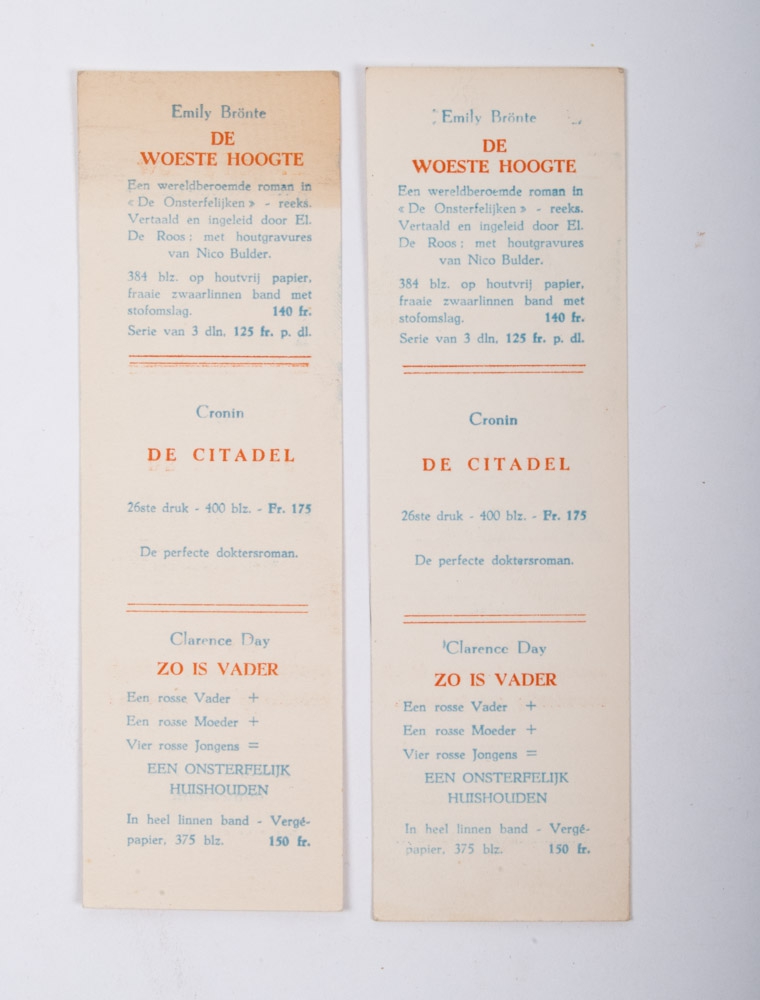 Emily Brönte
DE
WOESTE HOOGTE
Een wereldberoemde roman in
« De Onsterfelijken » - reeks.
Vertaald en ingeleid door El.
De Roos : met houtgravures
van Nico Bulder.
384 blz. op houtvrij papier,
fraaie zwaarlinnen band met
stofomslag. 140 fr.
Serie van 3 dln, 125 fr. p. dl.
Cronin
DE CITADEL
26ste druk - 400 blz. - Fr. 175
De perfecte doktersroman.
Clarence Day
ZO IS VADER
Een rosse Vader +
Een rosse Moeder +
Vier rosse Jongens =
EEN ONSTERFELIJK
HUISHOUDEN
In heel linnen band - Vergé-
papier, 375 blz. 150 fr.
Emily Brönte
DE
WOESTE HOOGTE
Een wereldberoemde roman in
« De Onsterfelijken » - reeks.
Vertaald en ingeleid door El.
De Roos : met houtgravures
van Nico Bulder.
384 blz. op houtvrij papier,
fraaie zwaarlinnen band met
stofomslag. 140 fr.
Serie van 3 dln, 125 fr. p. dl.
Cronin
DE CITADEL
26ste druk - 400 blz. - Fr. 175
De perfecte doktersroman.
Clarence Day
ZO IS VADER
Een rosse Vader +
Een rosse Moeder +
Vier rosse Jongens =
EEN ONSTERFELIJK
HUISHOUDEN
In heel linnen band - Vergé-
papier, 375 blz. 150 fr.